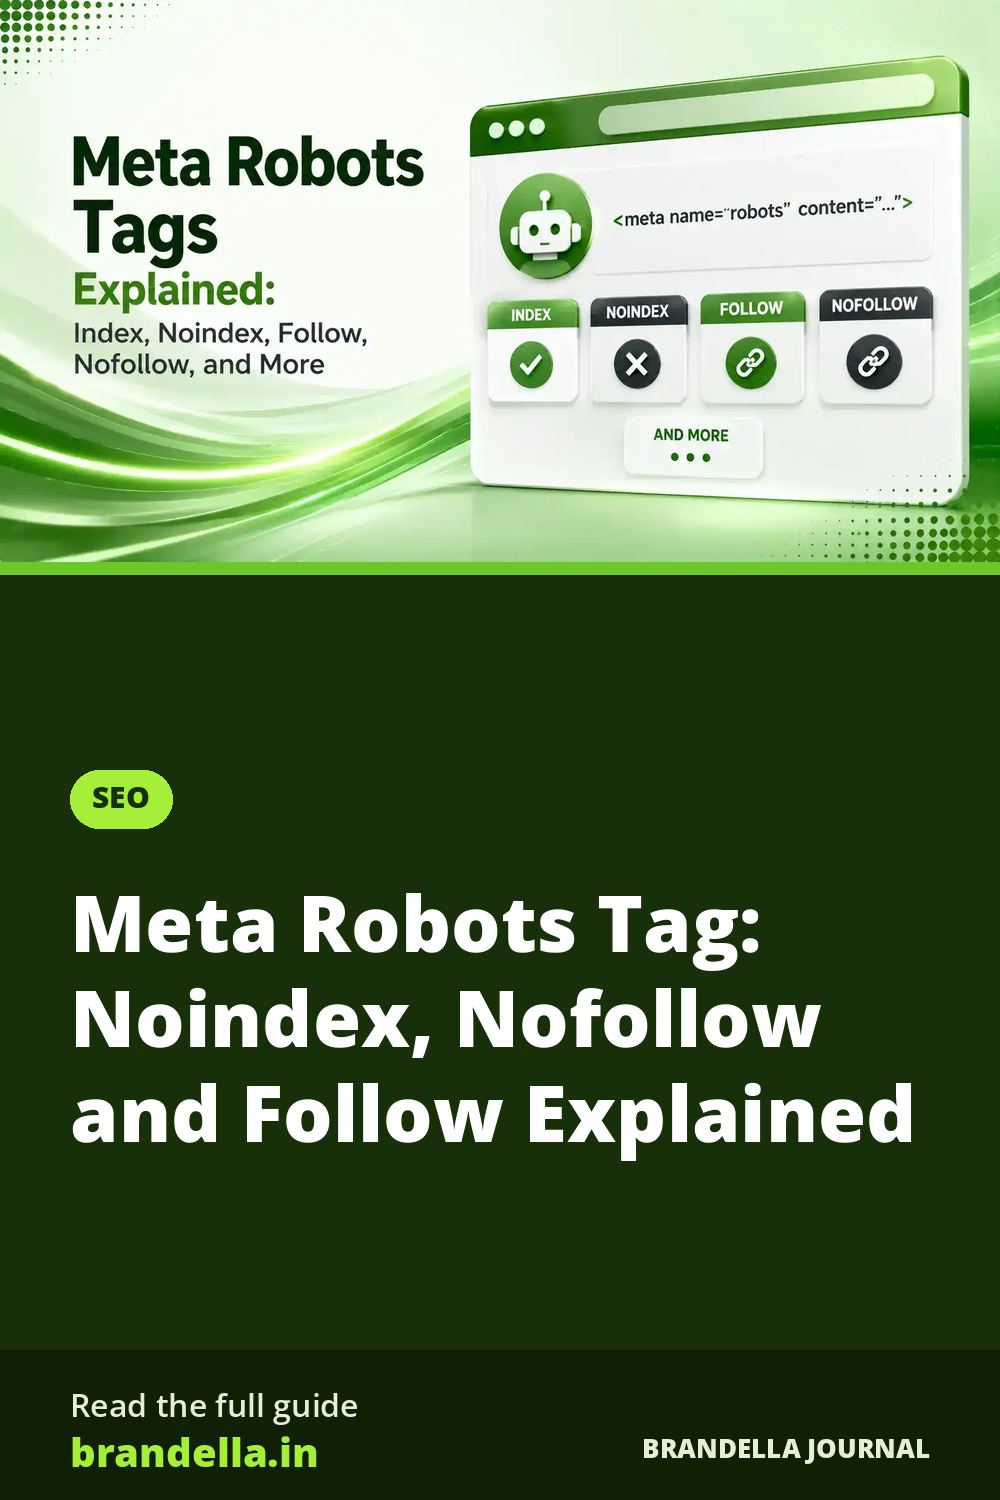 Meta Robots
Tags
Explained:
Index, Noindex, Follow,
Nofollow, and More
<meta name="robots" content="...">
INDEX
NOINDEX
FOLLOW
NOFOLLOW
AND MORE
SEO
Meta Robots Tag:
Noindex, Nofollow
and Follow Explained
Read the full guide
brandella.in
BRANDELLA JOURNAL